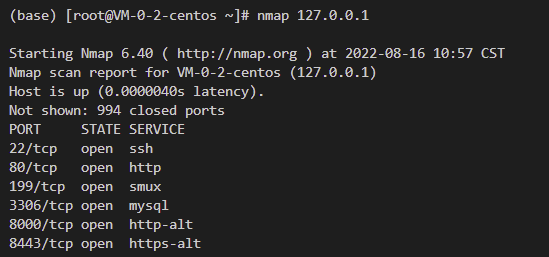 (base) [root@VM-0-2-centos ~]# nmap 127.0.0.1
Starting Nmap 6.40 ( http://nmap.org ) at 2022-08-16 10:57 CST
Nmap scan report for VM-0-2-centos (127.0.0.1)
Host is up (0.0000040s latency).
Not shown: 994 closed ports
PORT     STATE SERVICE
22/tcp   open  ssh
80/tcp   open  http
199/tcp  open  smux
3306/tcp open  mysql
8000/tcp open  http-alt
8443/tcp open  https-alt